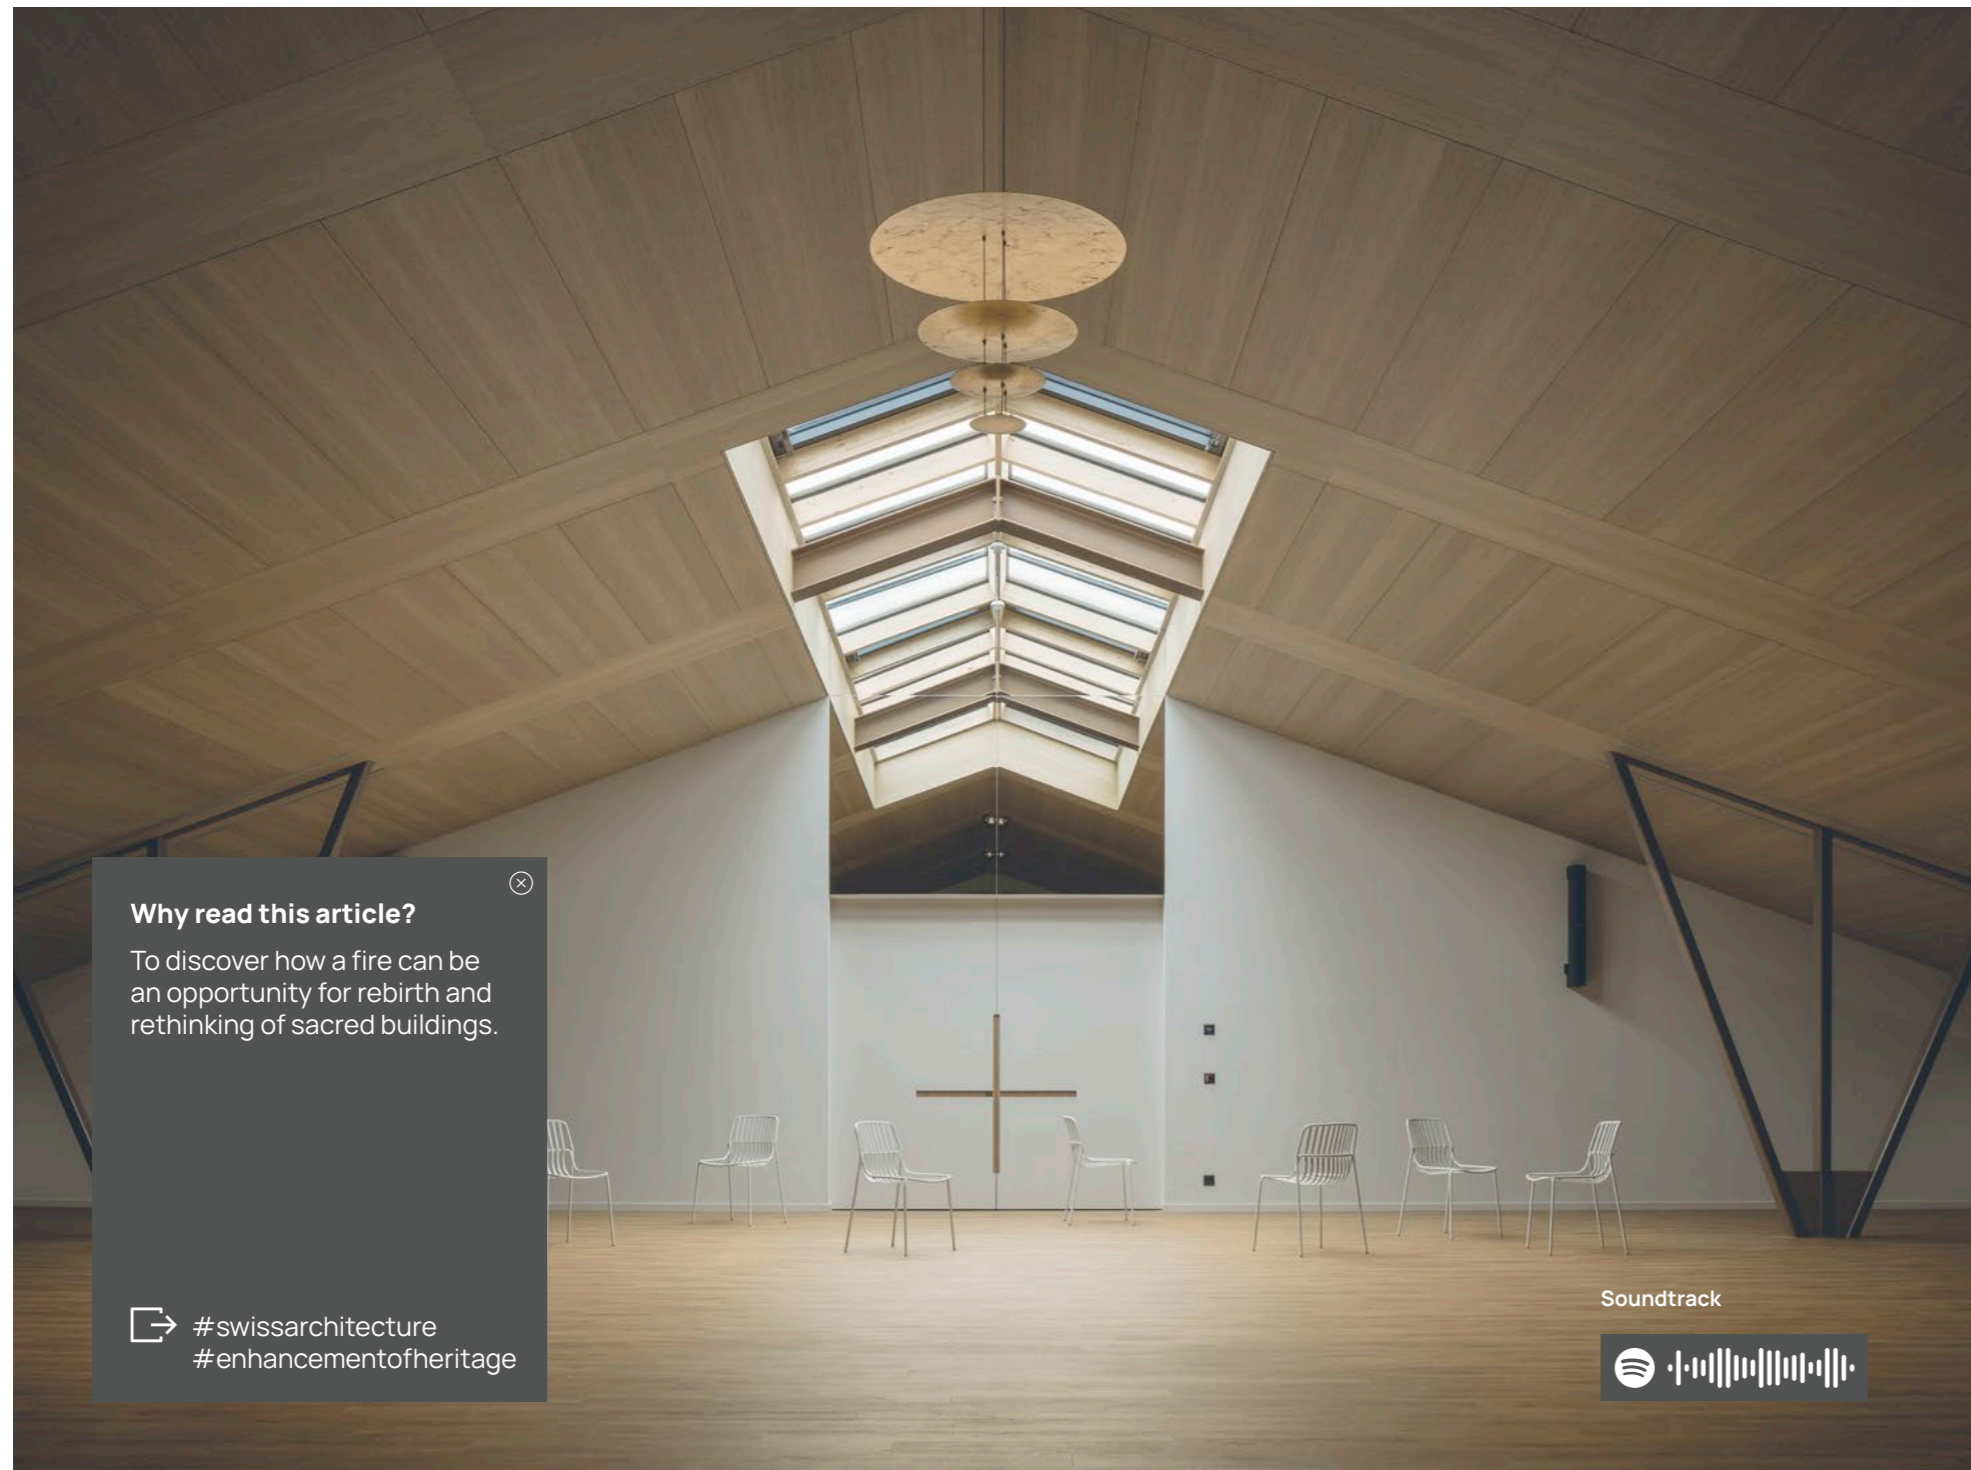 Why read this article?
To discover how a fire can be
an opportunity for rebirth and
rethinking of sacred buildings.
#swissarchitecture
#enhancementofheritage
Soundtrack